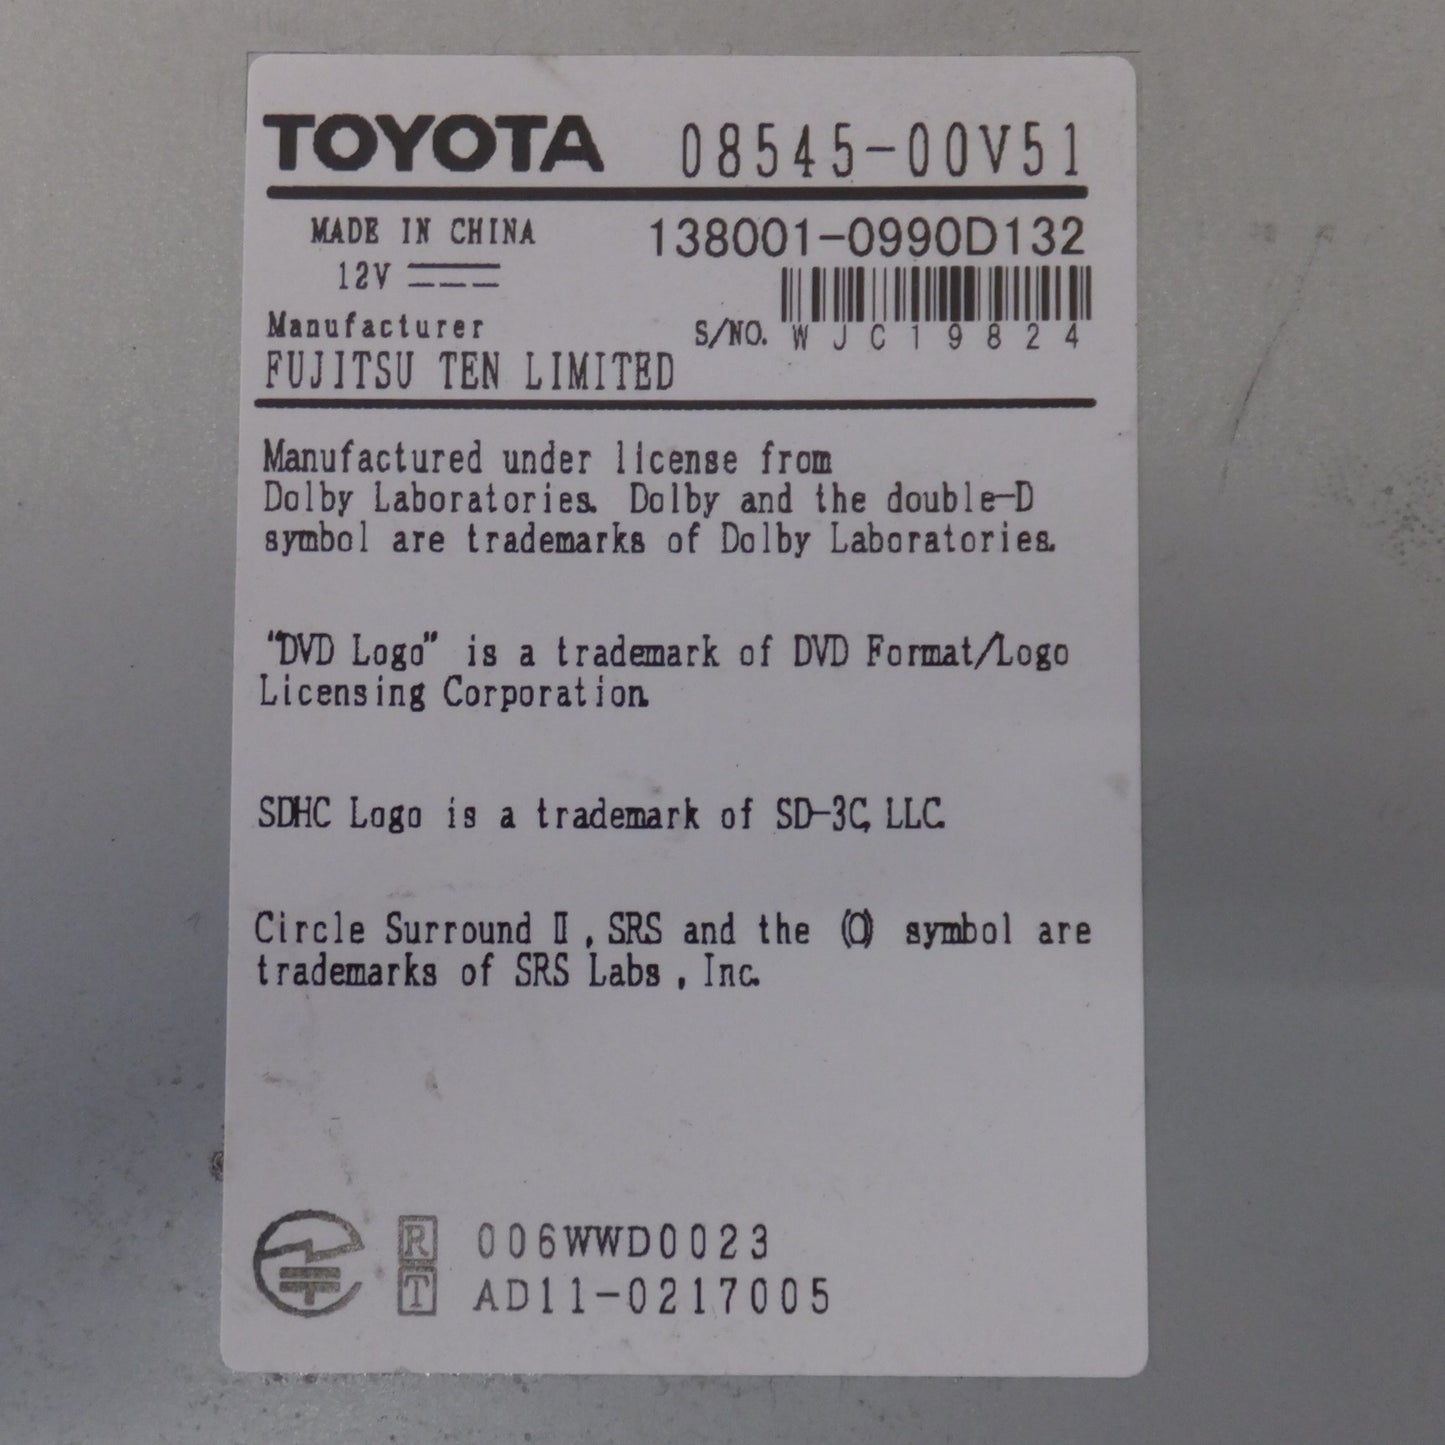 TOYOTA 08545-00V51
MADE IN CHINA 138001-0990D132
12V
Manufacturer S/NO. WJC19824
FUJITSU TEN LIMITED
Manufactured under license from
Dolby Laboratories. Dolby and the double-D
symbol are trademarks of Dolby Laboratories.
"DVD Logo" is a trademark of DVD Format/Logo
Licensing Corporation.
SDHC Logo is a trademark of SD-3C, LLC.
Circle Surround Ⅱ, SRS and the (O) symbol are
trademarks of SRS Labs, Inc.
R 006WWD0023
T AD11-0217005